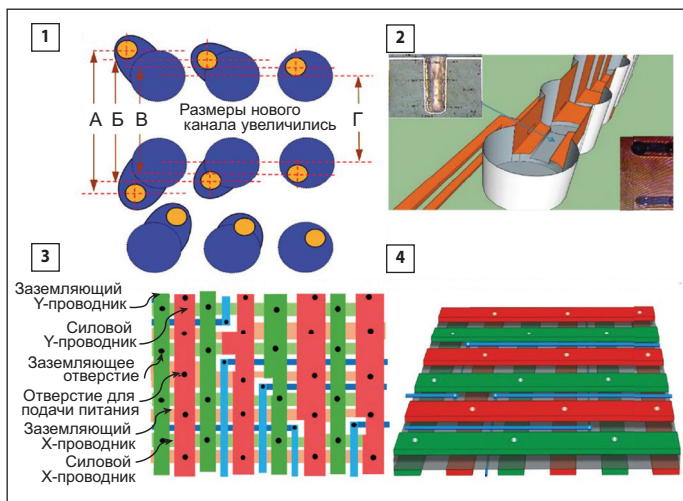 1
2
А
Б
В
Г
Размеры нового
канала увеличились
3
4
Заземляющий
Y-проводник
Силовой
Y-проводник
Заземляющее
отверстие
Отверстие для
подачи питания
Заземляющий
X-проводник
Силовой
X-проводник